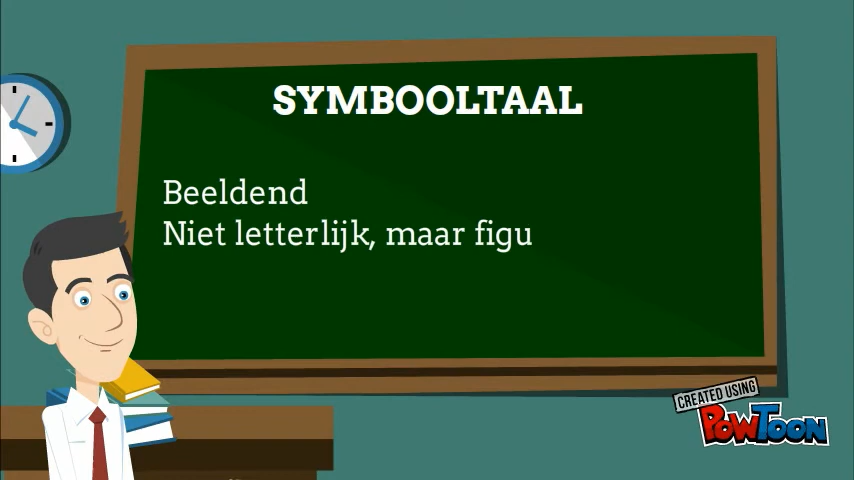 SYMBOOLTAAL
Beeldend
Niet letterlijk, maar figu
CREATED USING
POWTOON